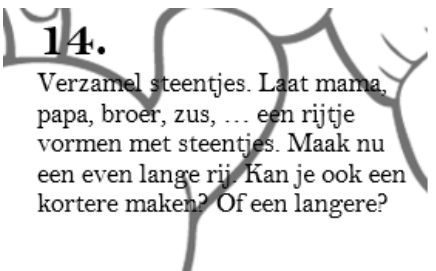 14.
Verzamel steentjes. Laat mama,
papa, broer, zus, … een rijtje
vormen met steentjes. Maak nu
een even lange rij. Kan je ook een
kortere maken? Of een langere?